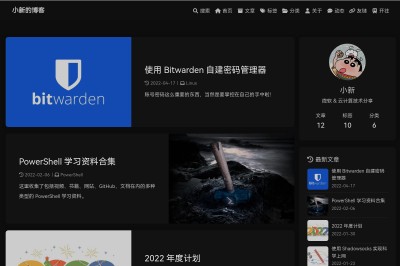 小新的博客
搜索 首页 文章 标签 分类 关于 动态 友链 开往
bitwarden
使用 Bitwarden 自建密码管理器
2022-04-17 | Linux
账号密码这么重要的东西，当然是要掌控在自己的手中啦！
PowerShell 学习资料合集
2022-02-06 | PowerShell
这里收集了包括视频、书籍、网站、GitHub、文档在内的多种
类型的 PowerShell 学习资料。
2022 年度计划
小新
微软 & 云计算技术分享
文章 标签 分类
12 10 6
最新文章
使用 Bitwarden 自建密码
管理器
2022-04-17
PowerShell 学习资料合集
2022-02-06
2022 年度计划
2022-01-30
使用 Shadowsocks 实现科
学上网